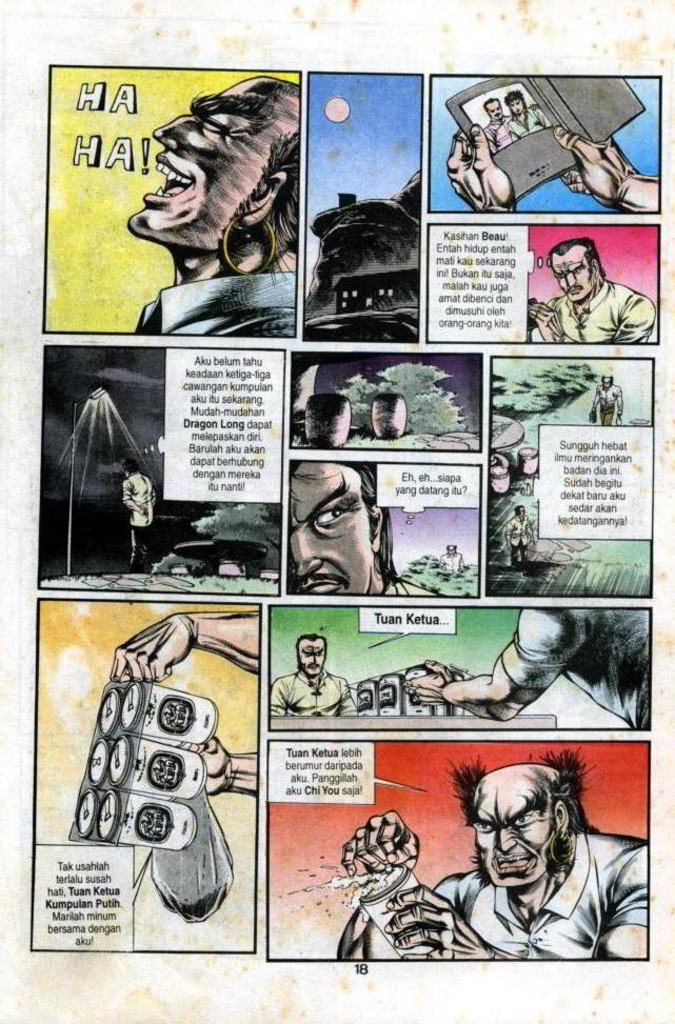 HA
HA!
Kasihan Beau!
Entah hidup entah
mati kau sekarang
ini! Bukan itu saja,
malah kau juga
amat dibenci dan
dimusuhi oleh
orang-orang kita!
Aku belum tahu
keadaan ketiga-tiga
cawangan kumpulan
aku itu sekarang.
Mudah-mudahan
Dragon Long dapat
melepaskan diri.
Barulah aku akan
dapat berhubung
dengan mereka
itu nanti!
Eh, eh...siapa
yang datang itu?
Sungguh hebat
ilmu meringankan
badan dia ini.
Sudah begitu
dekat baru aku
sedar akan
kedatangannya!
Tak usahlah
terlalu susah
hati, Tuan Ketua
Kumpulan Putih.
Marilah minum
bersama dengan
aku!
Tuan Ketua...
Tuan Ketua lebih
berumur daripada
aku. Panggillah
aku Chi You saja!
18